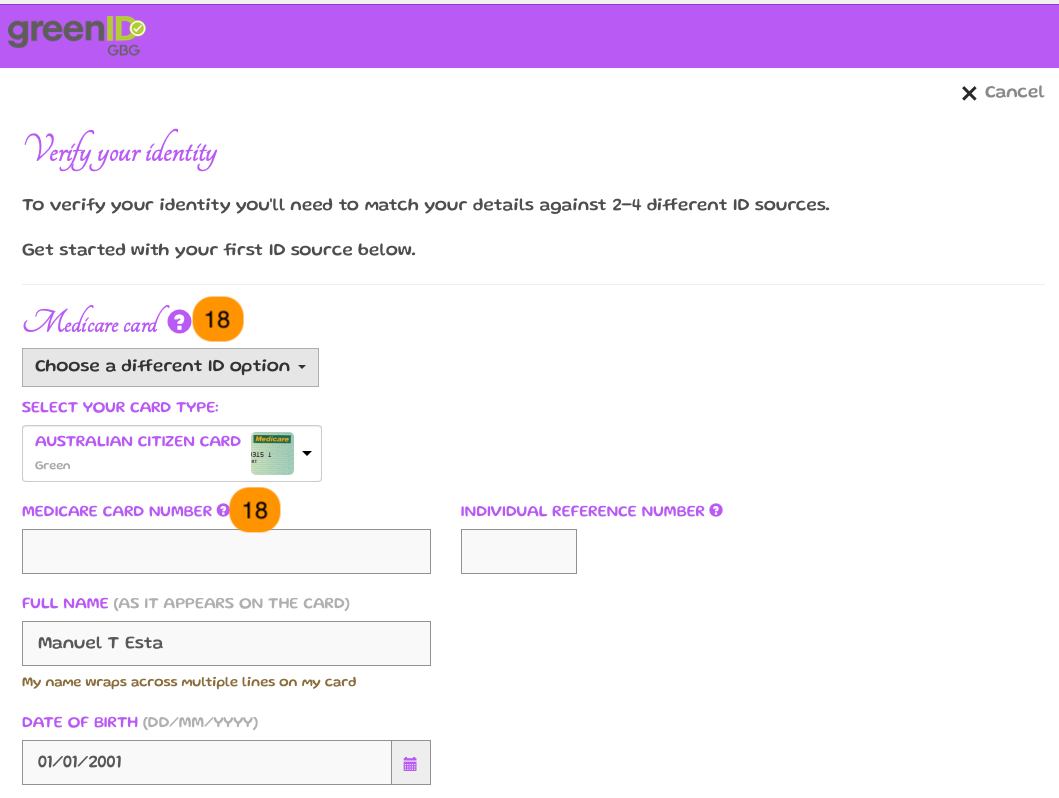 greenID
GBG
Cancel
Verify your identity
To verify your identity you'll need to match your details against 2-4 different ID sources.
Get started with your first ID source below.
Medicare card ? 18
Choose a different ID option
SELECT YOUR CARD TYPE:
AUSTRALIAN CITIZEN CARD
Green
Medicare
MEDICARE CARD NUMBER ? 18
INDIVIDUAL REFERENCE NUMBER ?
FULL NAME (AS IT APPEARS ON THE CARD)
Manuel T Esta
My name wraps across multiple lines on my card
DATE OF BIRTH (DD/MM/YYYY)
01/01/2001